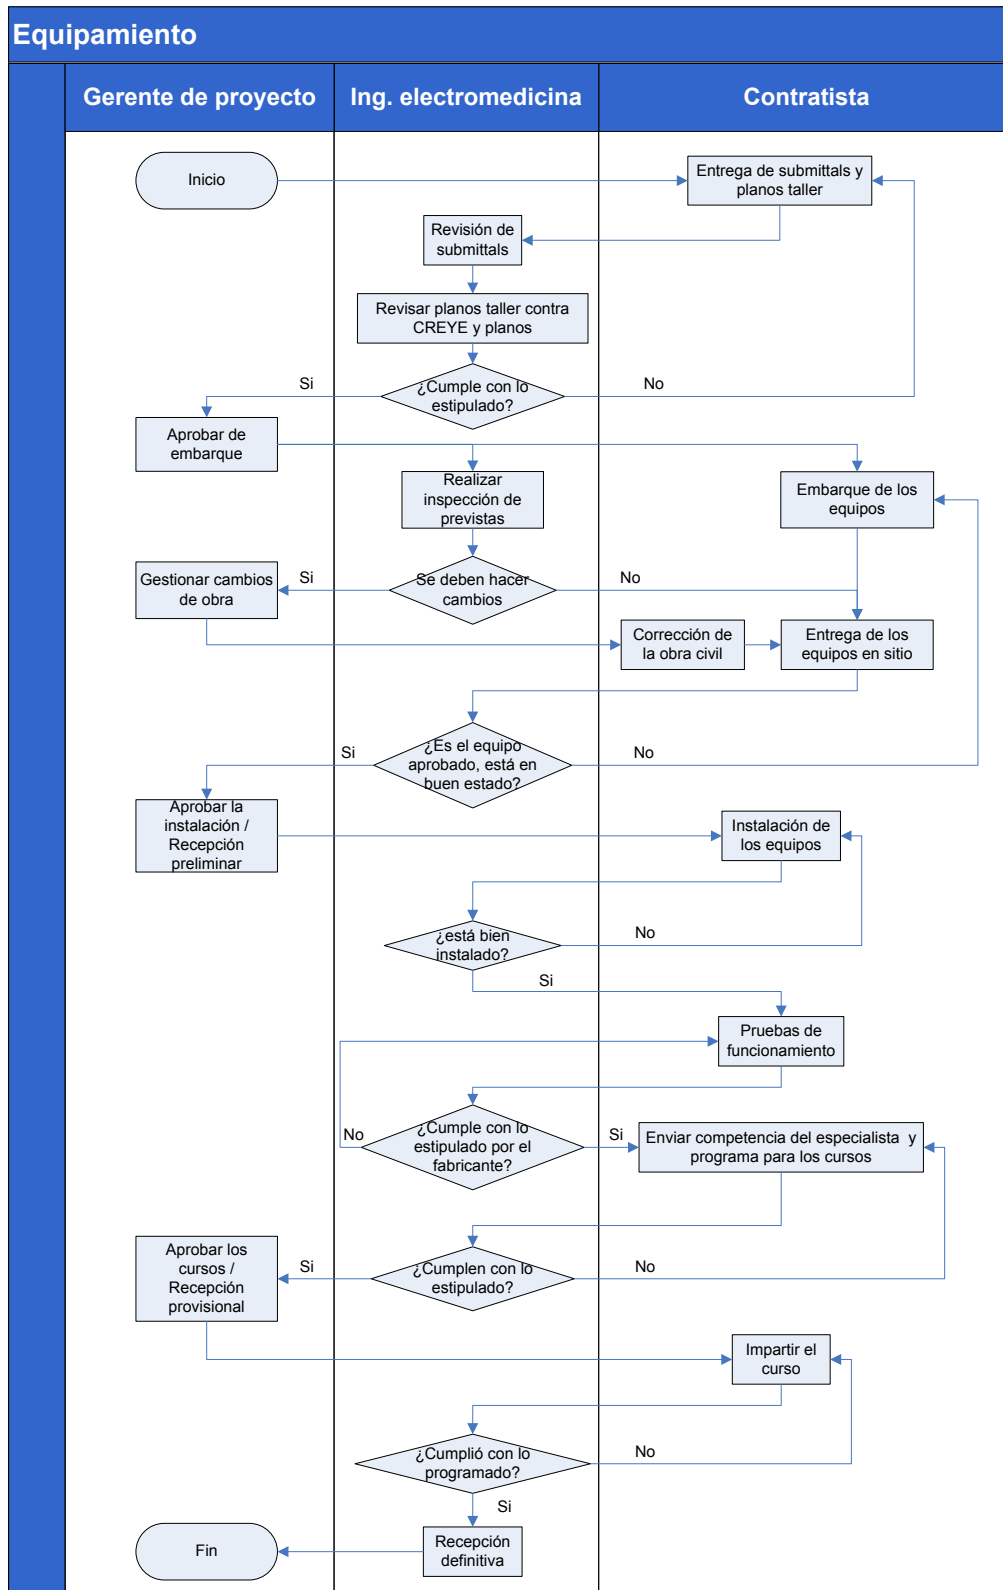 Equipamiento
Gerente de proyecto
Ing. electromedicina
Contratista
Inicio
Entrega de submittals y
planos taller
Revisión de
submittals
Revisar planos taller contra
CREYE y planos
¿Cumple con lo
estipulado?
Si
No
Aprobar de
embarque
Realizar
inspección de
previstas
Embarque de los
equipos
Se deben hacer
cambios
Si
No
Gestionar cambios
de obra
Corrección de
la obra civil
Entrega de los
equipos en sitio
¿Es el equipo
aprobado, está en
buen estado?
Si
No
Aprobar la
instalación /
Recepción
preliminar
Instalación de
los equipos
¿está bien
instalado?
No
Si
Pruebas de
funcionamiento
¿Cumple con lo
estipulado por el
fabricante?
No
Si
Enviar competencia del especialista y
programa para los cursos
¿Cumplen con lo
estipulado?
Si
No
Aprobar los
cursos /
Recepción
provisional
Impartir el
curso
¿Cumplió con lo
programado?
No
Si
Recepción
definitiva
Fin